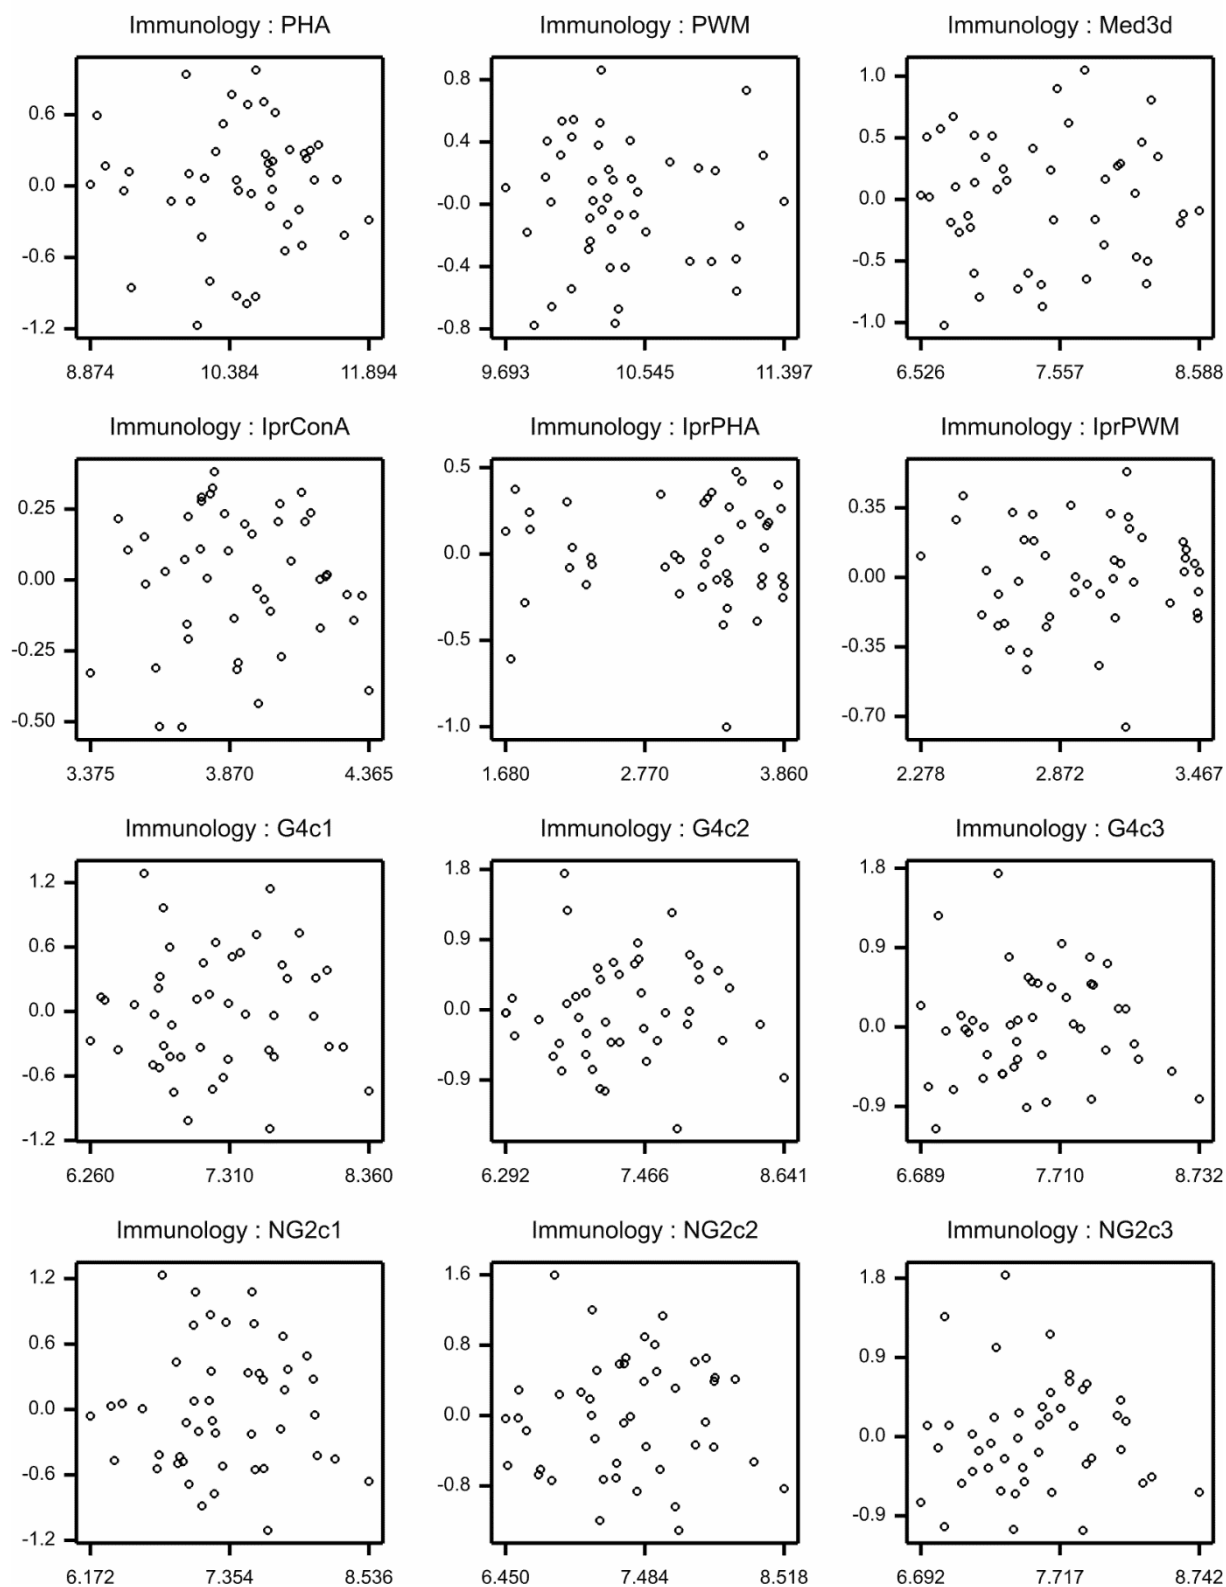 Immunology : PHA
Immunology : PWM
Immunology : Med3d
0.6
0.0
-0.6
-1.2
8.874 10.384 11.894
0.8
0.4
-0.0
-0.4
-0.8
9.693 10.545 11.397
1.0
0.5
0.0
-0.5
-1.0
6.526 7.557 8.588
Immunology : IprConA
Immunology : IprPHA
Immunology : IprPWM
0.25
0.00
-0.25
-0.50
3.375 3.870 4.365
0.5
0.0
-0.5
-1.0
1.680 2.770 3.860
0.35
0.00
-0.35
-0.70
2.278 2.872 3.467
Immunology : G4c1
Immunology : G4c2
Immunology : G4c3
1.2
0.6
0.0
-0.6
-1.2
6.260 7.310 8.360
1.8
0.9
0.0
-0.9
6.292 7.466 8.641
1.8
0.9
0.0
-0.9
6.689 7.710 8.732
Immunology : NG2c1
Immunology : NG2c2
Immunology : NG2c3
1.2
0.6
0.0
-0.6
-1.2
6.172 7.354 8.536
1.6
0.8
0.0
-0.8
6.450 7.484 8.518
1.8
0.9
0.0
-0.9
6.692 7.717 8.742